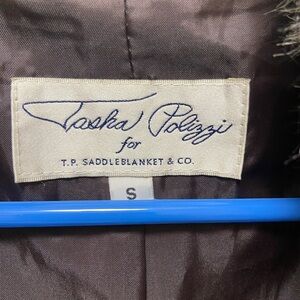 Tasha Polizzi
for
T.P. SADDLEBLANKET & CO.
S